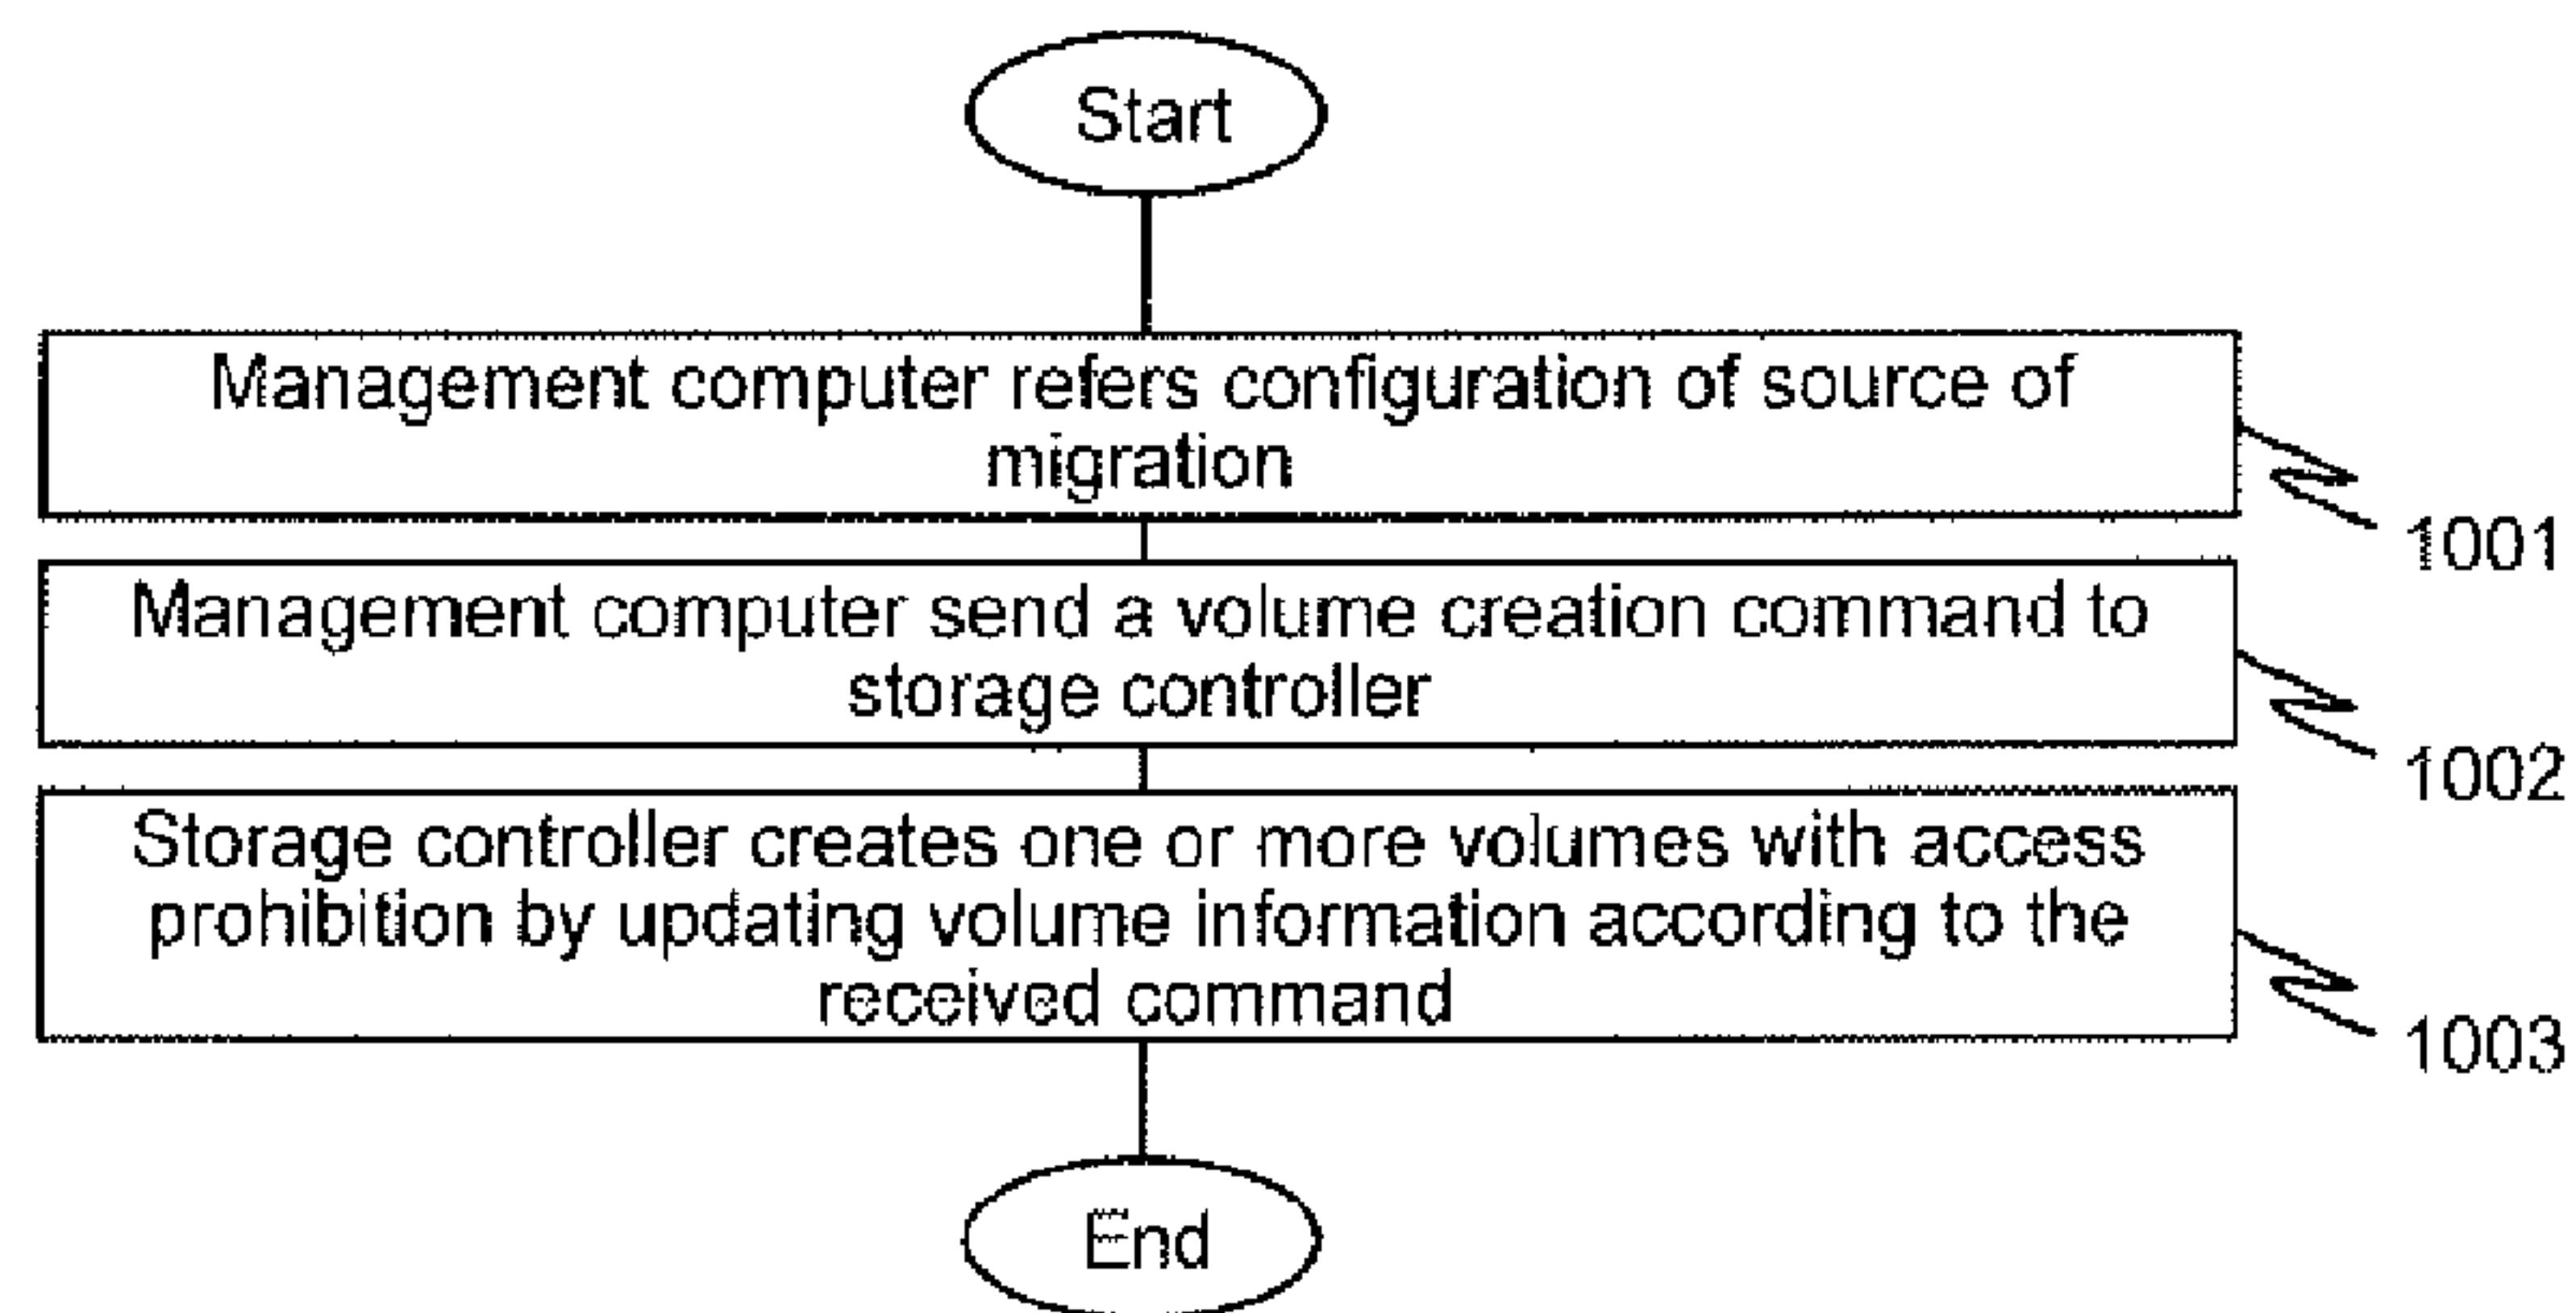 Start
Management computer refers configuration of source of
migration
1001
Management computer send a volume creation command to
storage controller
1002
Storage controller creates one or more volumes with access
prohibition by updating volume information according to the
received command
1003
End